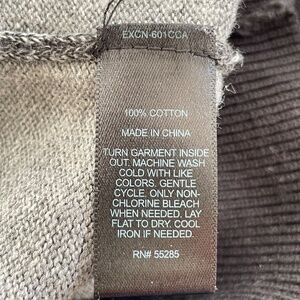 EXCN-601CCA
100% COTTON
MADE IN CHINA
TURN GARMENT INSIDE
OUT. MACHINE WASH
COLD WITH LIKE
COLORS. GENTLE
CYCLE. ONLY NON-
CHLORINE BLEACH
WHEN NEEDED. LAY
FLAT TO DRY. COOL
IRON IF NEEDED.
RN# 55285